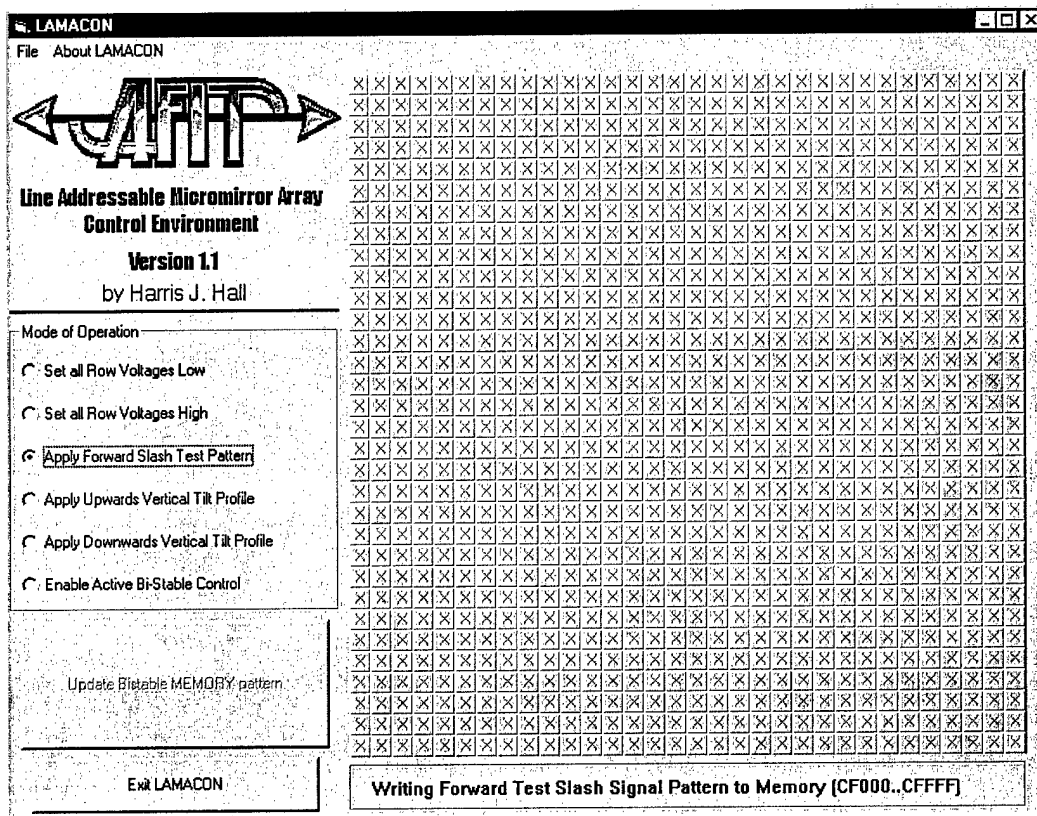 LAMACON
File About LAMACON
AFIT
Line Addressable Micromirror Array
Control Environment
Version 1.1
by Harris J. Hall
Mode of Operation
Set all Row Voltages Low
Set all Row Voltages High
Apply Forward Slash Test Pattern
Apply Upwards Vertical Tilt Profile
Apply Downwards Vertical Tilt Profile
Enable Active Bi-Stable Control
Update Bistable MEMORY pattern
Exit LAMACON
Writing Forward Test Slash Signal Pattern to Memory (CF000..CFFFF)